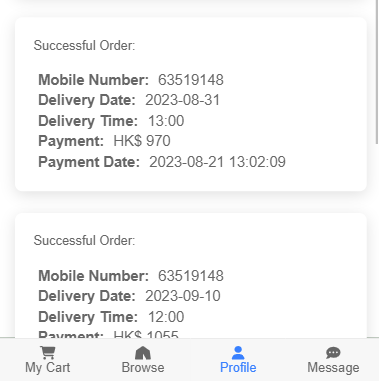 Successful Order:
Mobile Number: 63519148
Delivery Date: 2023-08-31
Delivery Time: 13:00
Payment: HK$ 970
Payment Date: 2023-08-21 13:02:09
Successful Order:
Mobile Number: 63519148
Delivery Date: 2023-09-10
Delivery Time: 12:00
Payment: HK$ 1055
My Cart Browse Profile Message